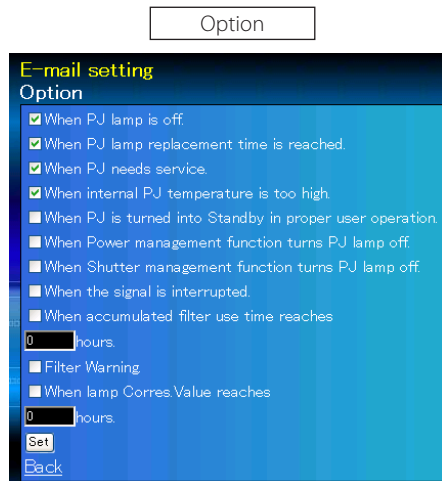 Option
E-mail setting
Option
When PJ lamp is off.
When PJ lamp replacement time is reached.
When PJ needs service.
When internal PJ temperature is too high.
When PJ is turned into Standby in proper user operation.
When Power management function turns PJ lamp off.
When Shutter management function turns PJ lamp off.
When the signal is interrupted.
When accumulated filter use time reaches
0 hours.
Filter Warning.
When lamp Corres.Value reaches
0 hours.
Set
Back